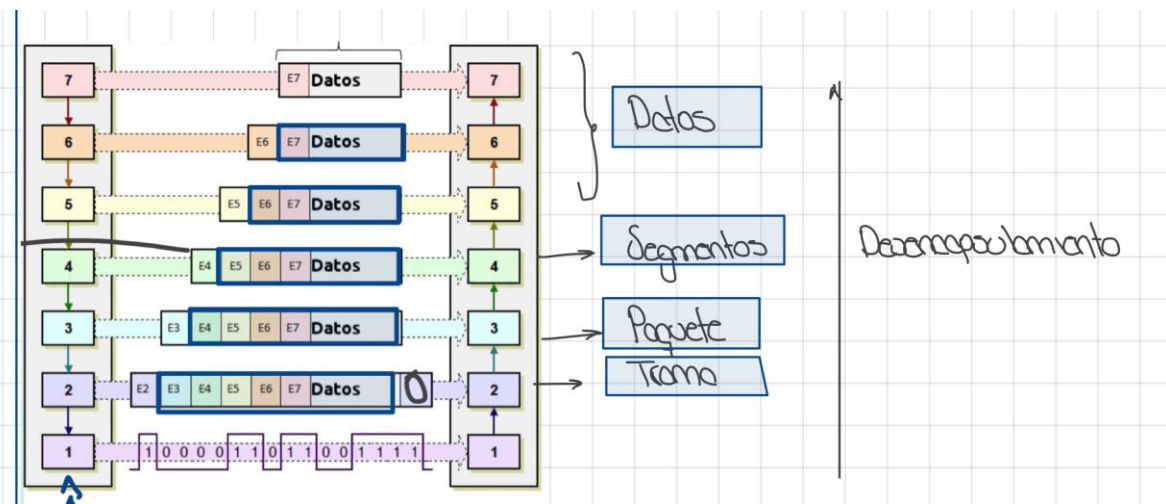 7 E7 Datos 7
6 E6 E7 Datos 6
Datos
5 E5 E6 E7 Datos 5
4 E4 E5 E6 E7 Datos 4
Segmentos
Desencapsulamiento
3 E3 E4 E5 E6 E7 Datos 3
Paquete
2 E2 E3 E4 E5 E6 E7 Datos 0 2
Trama
1 1 0 0 0 0 1 1 0 1 1 0 0 1 1 1 1 1